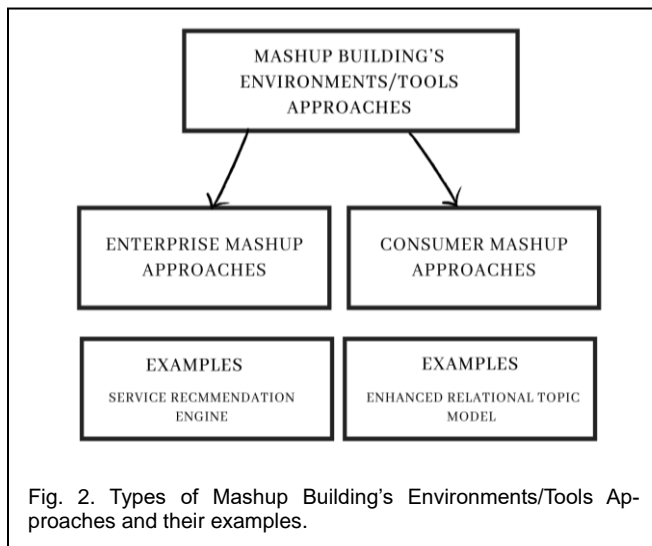 MASHUP BUILDING'S
ENVIRONMENTS/TOOLS
APPROACHES
ENTERPRISE MASHUP
APPROACHES
CONSUMER MASHUP
APPROACHES
EXAMPLES
SERVICE RECMMENDATION
ENGINE
EXAMPLES
ENHANCED RELATIONAL TOPIC
MODEL
Fig. 2. Types of Mashup Building's Environments/Tools Ap-
proaches and their examples.